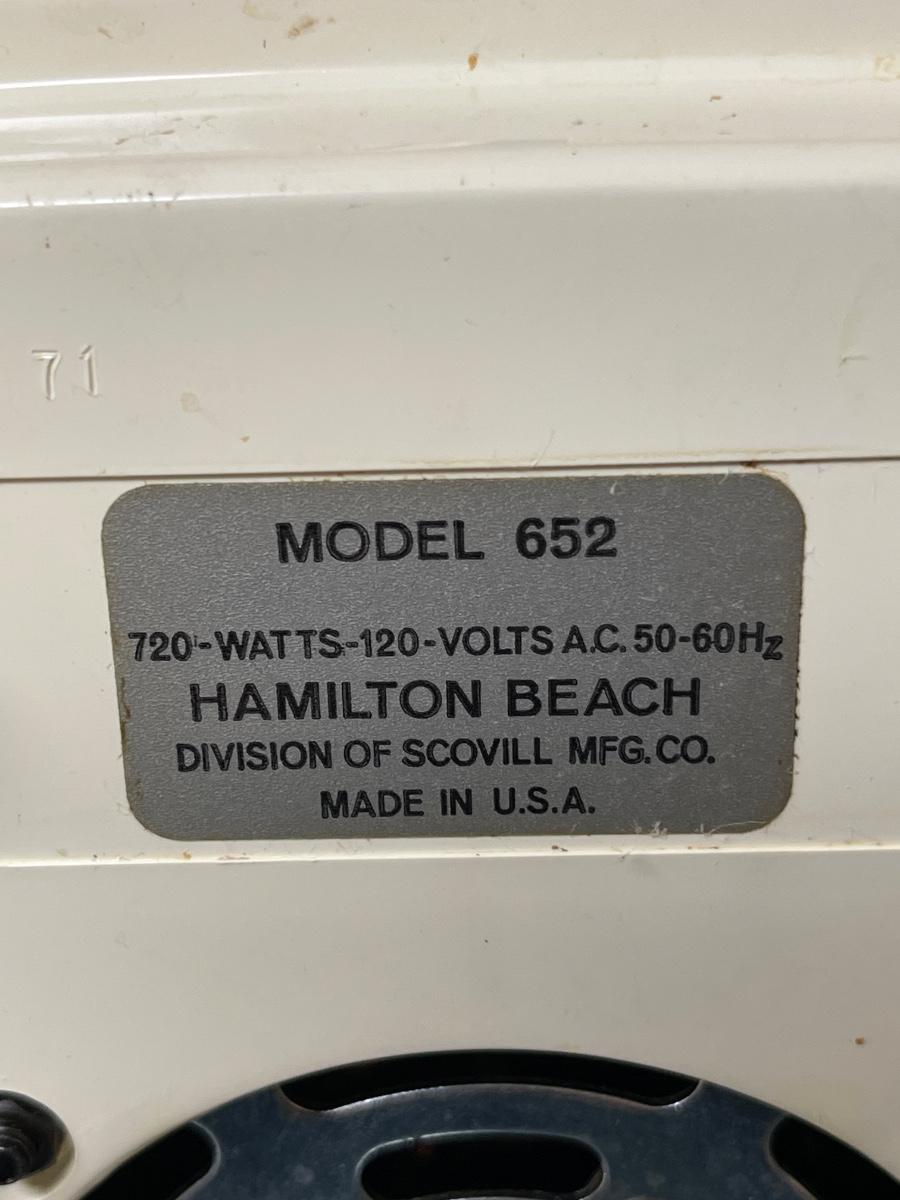 71
MODEL 652
720-WATTS-120-VOLTS A.C. 50-60Hz
HAMILTON BEACH
DIVISION OF SCOVILL MFG.CO.
MADE IN U.S.A.